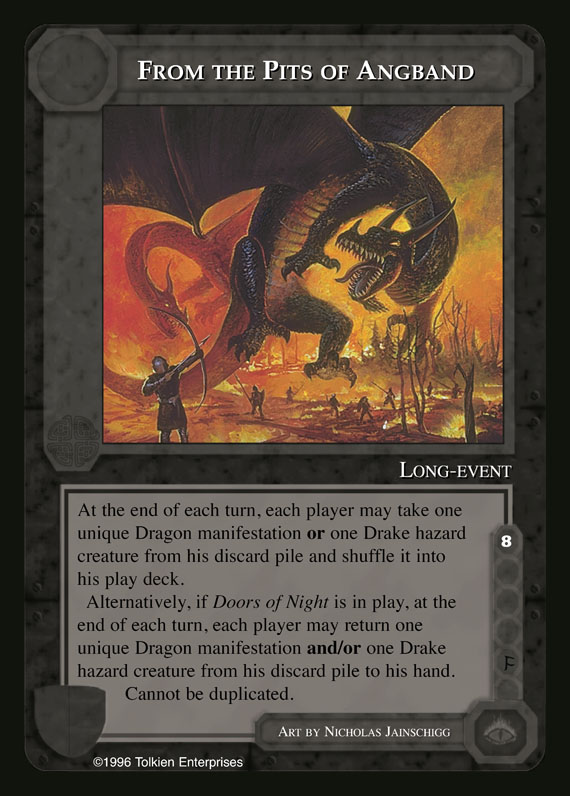 From the Pits of Angband
Long-event
At the end of each turn, each player may take one
unique Dragon manifestation or one Drake hazard
creature from his discard pile and shuffle it into
his play deck.
Alternatively, if Doors of Night is in play, at the
end of each turn, each player may return one
unique Dragon manifestation and/or one Drake
hazard creature from his discard pile to his hand.
Cannot be duplicated.
8
Art by Nicholas Jainschigg
©1996 Tolkien Enterprises